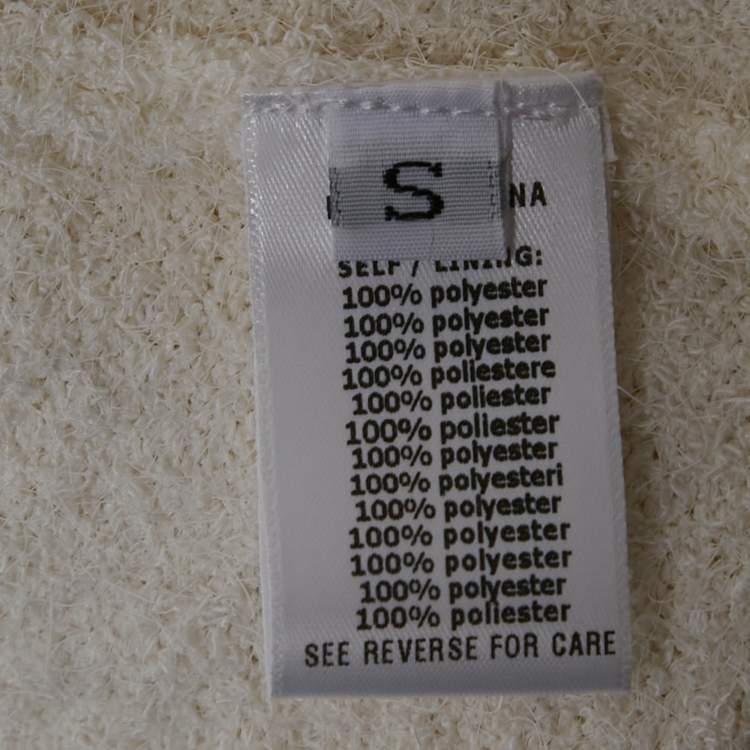 S
NA
SELF / LINING:
100% polyester
100% polyester
100% polyester
100% poliestere
100% poliester
100% poliester
100% polyester
100% polyesteri
100% polyester
100% polyester
100% polyester
100% polyester
100% poliester
SEE REVERSE FOR CARE